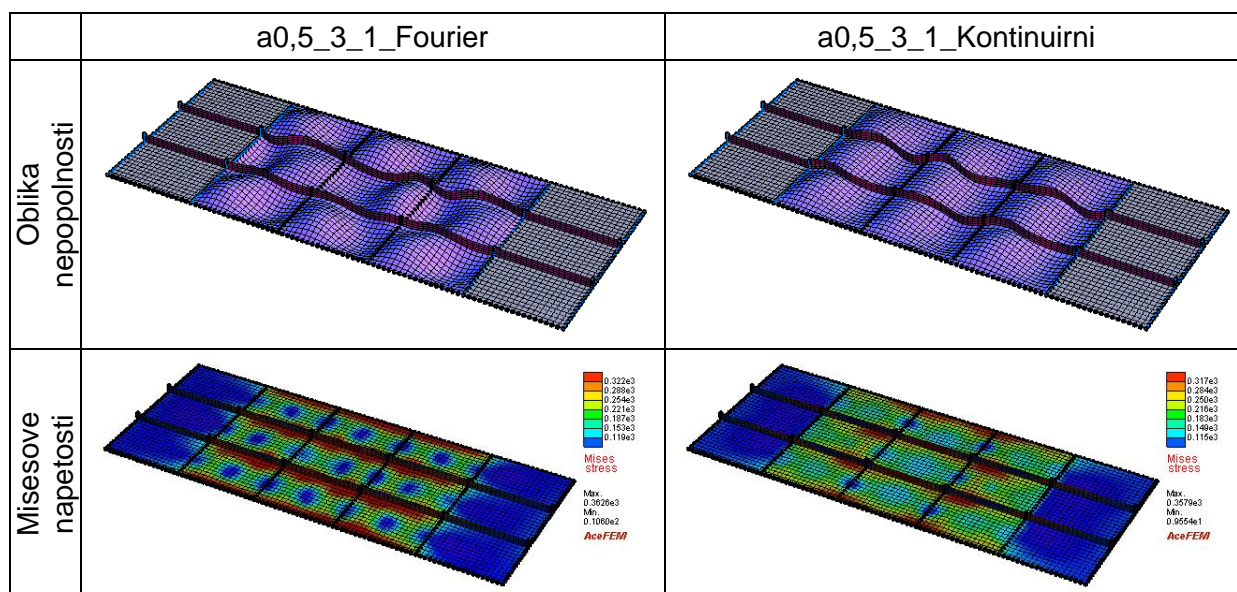 a0,5_3_1_Fourier
a0,5_3_1_Kontinuirni
Oblika
nepopolnosti
Misesove
napetosti
0.322e3
0.288e3
0.254e3
0.221e3
0.187e3
0.153e3
0.119e3
Mises
stress
Max.
0.3626e3
Min.
0.1060e2
AceFEM
0.317e3
0.284e3
0.250e3
0.216e3
0.183e3
0.149e3
0.115e3
Mises
stress
Max.
0.3579e3
Min.
0.9554e1
AceFEM